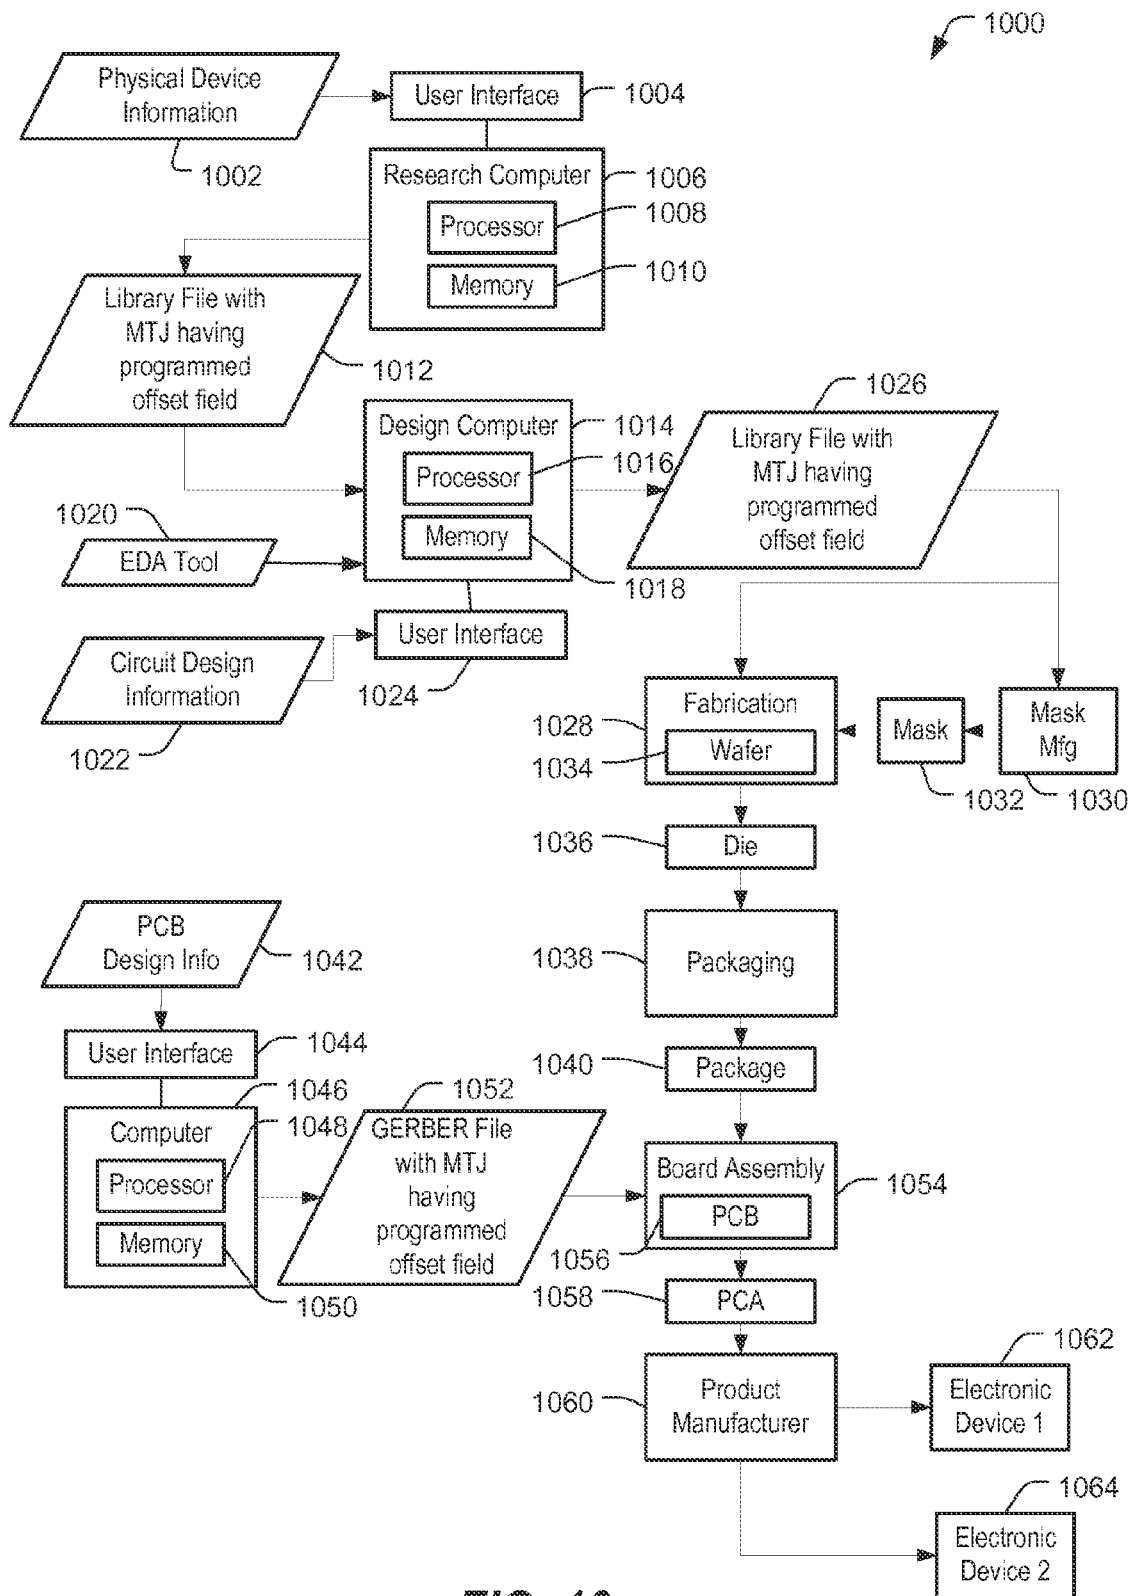 1000
Physical Device
Information
1002
User Interface
1004
Research Computer
1006
Processor
1008
Memory
1010
Library File with
MTJ having
programmed
offset field
1012
Design Computer
1014
Processor
1016
Memory
1018
1026
Library File with
MTJ having
programmed
offset field
1020
EDA Tool
User Interface
1024
Circuit Design
Information
1022
Fabrication
1028
Wafer
1034
Mask
1032
Mask
Mfg
1030
1036
Die
1038
Packaging
1040
Package
PCB
Design Info
1042
User Interface
1044
1046
Computer
1048
Processor
Memory
1050
1052
GERBER File
with MTJ
having
programmed
offset field
Board Assembly
1054
PCB
1056
1058
PCA
1060
Product
Manufacturer
1062
Electronic
Device 1
1064
Electronic
Device 2